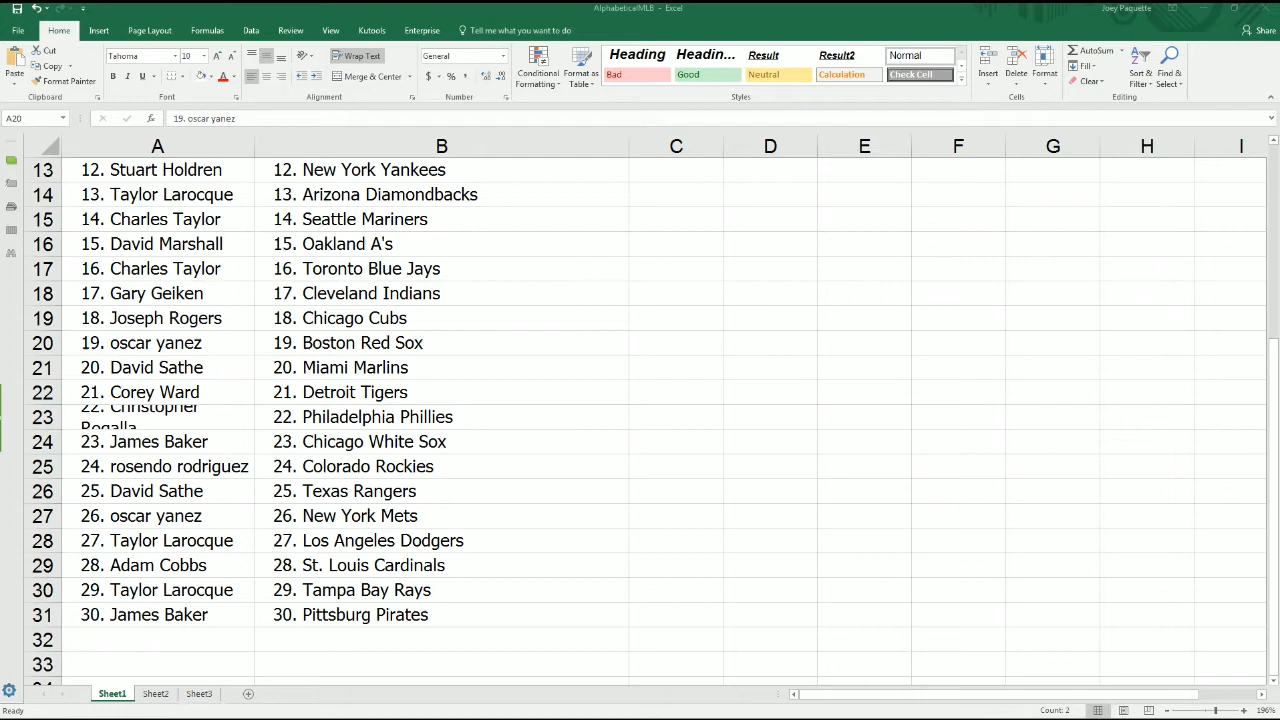 AlphabeticalMLB - Excel
Joey Paquette
File Home Insert Page Layout Formulas Data Review View Kutools Enterprise Tell me what you want to do Share
Paste Cut Copy Format Painter Clipboard
Tahoma 10 B I U A Font
Wrap Text Merge & Center Alignment
General $ % Number
Conditional Formatting Format as Table
Heading Headin... Result Result2 Normal
Bad Good Neutral Calculation Check Cell
Styles
Insert Delete Format Cells
AutoSum Fill Clear Sort & Filter Find & Select Editing
A20 fx 19. oscar yanez
A B C D E F G H I
13 12. Stuart Holdren 12. New York Yankees
14 13. Taylor Larocque 13. Arizona Diamondbacks
15 14. Charles Taylor 14. Seattle Mariners
16 15. David Marshall 15. Oakland A's
17 16. Charles Taylor 16. Toronto Blue Jays
18 17. Gary Geiken 17. Cleveland Indians
19 18. Joseph Rogers 18. Chicago Cubs
20 19. oscar yanez 19. Boston Red Sox
21 20. David Sathe 20. Miami Marlins
22 21. Corey Ward 21. Detroit Tigers
23 22. Christopher Rogalla 22. Philadelphia Phillies
24 23. James Baker 23. Chicago White Sox
25 24. rosendo rodriguez 24. Colorado Rockies
26 25. David Sathe 25. Texas Rangers
27 26. oscar yanez 26. New York Mets
28 27. Taylor Larocque 27. Los Angeles Dodgers
29 28. Adam Cobbs 28. St. Louis Cardinals
30 29. Taylor Larocque 29. Tampa Bay Rays
31 30. James Baker 30. Pittsburg Pirates
32
33
Sheet1 Sheet2 Sheet3
Ready Count: 2 196%